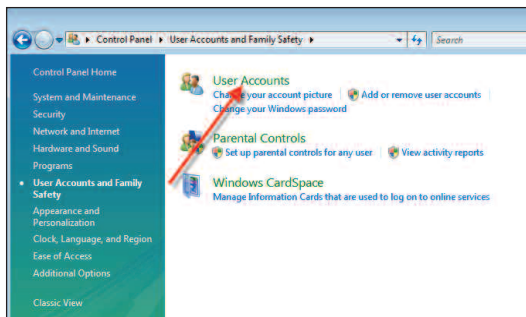 Control Panel ▸ User Accounts and Family Safety ▸
Search
Control Panel Home
System and Maintenance
Security
Network and Internet
Hardware and Sound
Programs
• User Accounts and Family
Safety
Appearance and
Personalization
Clock, Language, and Region
Ease of Access
Additional Options
Classic View
User Accounts
Change your account picture
Add or remove user accounts
Change your Windows password
Parental Controls
Set up parental controls for any user
View activity reports
Windows CardSpace
Manage Information Cards that are used to log on to online services